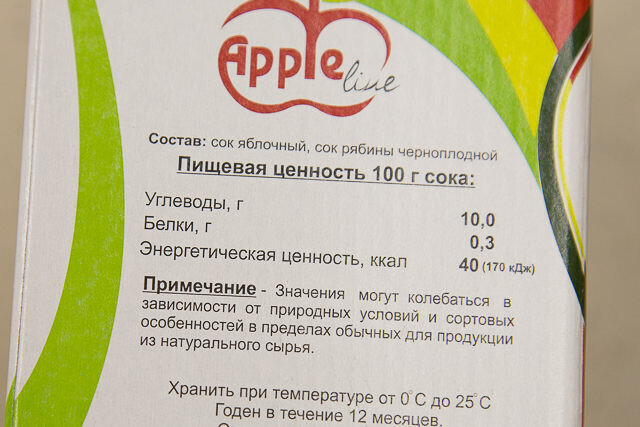 Apple
line
Состав: сок яблочный, сок рябины черноплодной
Пищевая ценность 100 г сока:
Углеводы, г 10,0
Белки, г 0,3
Энергетическая ценность, ккал 40 (170 кДж)
Примечание - Значения могут колебаться в
зависимости от природных условий и сортовых
особенностей в пределах обычных для продукции
из натурального сырья.
Хранить при температуре от 0°С до 25°С
Годен в течение 12 месяцев.